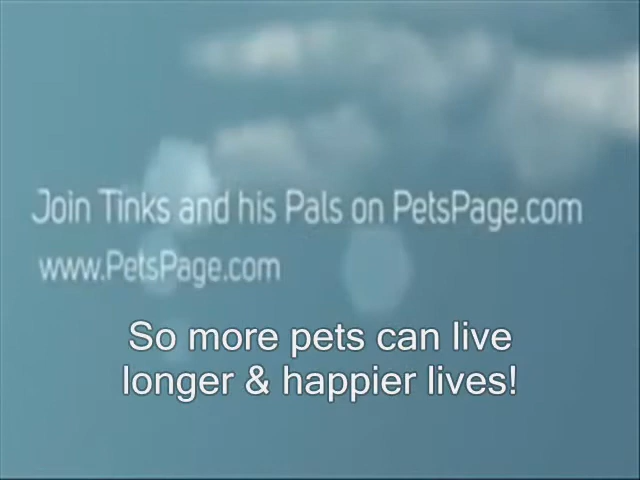 Join Tinks and his Pals on PetsPage.com
www.PetsPage.com
So more pets can live
longer & happier lives!